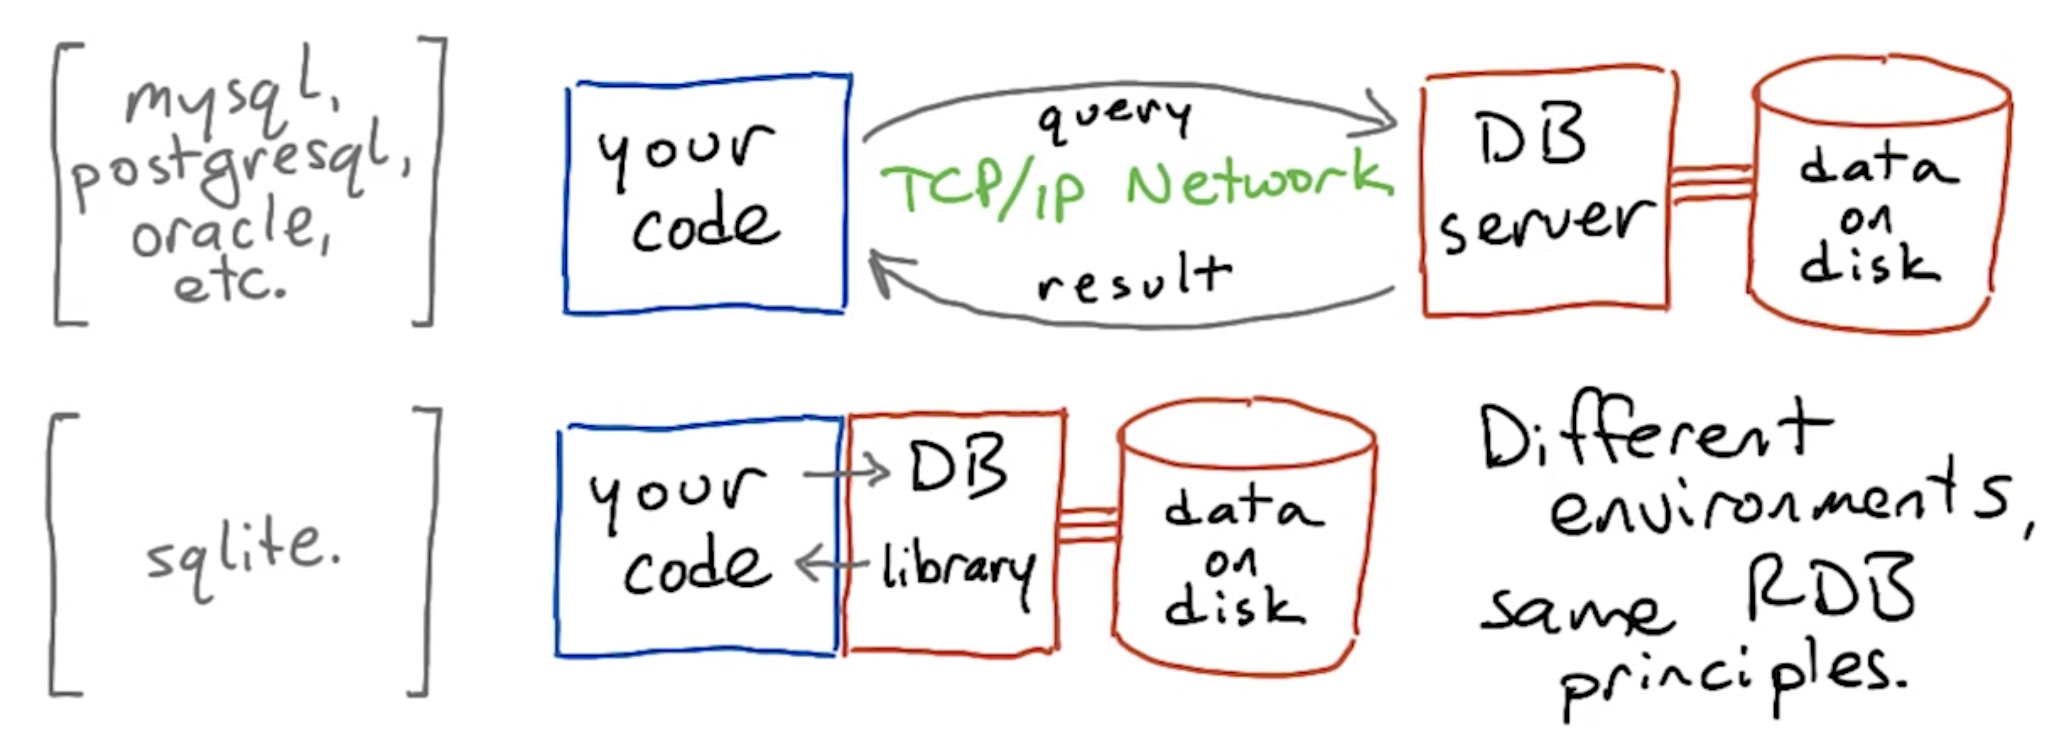 mysql,
postgresql,
oracle,
etc.
your
code
query
TCP/IP Network
result
DB
server
data
on
disk
sqlite.
your
code
DB
library
data
on
disk
Different
environments,
same RDB
principles.